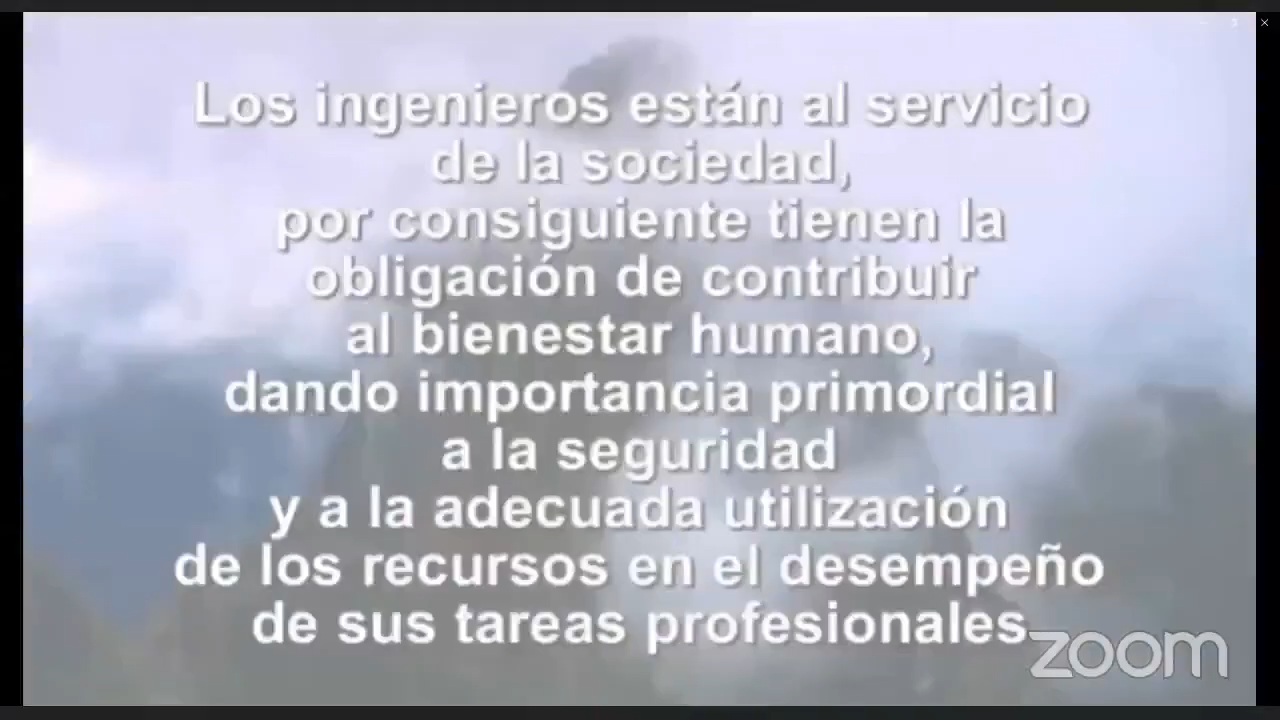 Los ingenieros están al servicio
de la sociedad,
por consiguiente tienen la
obligación de contribuir
al bienestar humano,
dando importancia primordial
a la seguridad
y a la adecuada utilización
de los recursos en el desempeño
de sus tareas profesionales
zoom